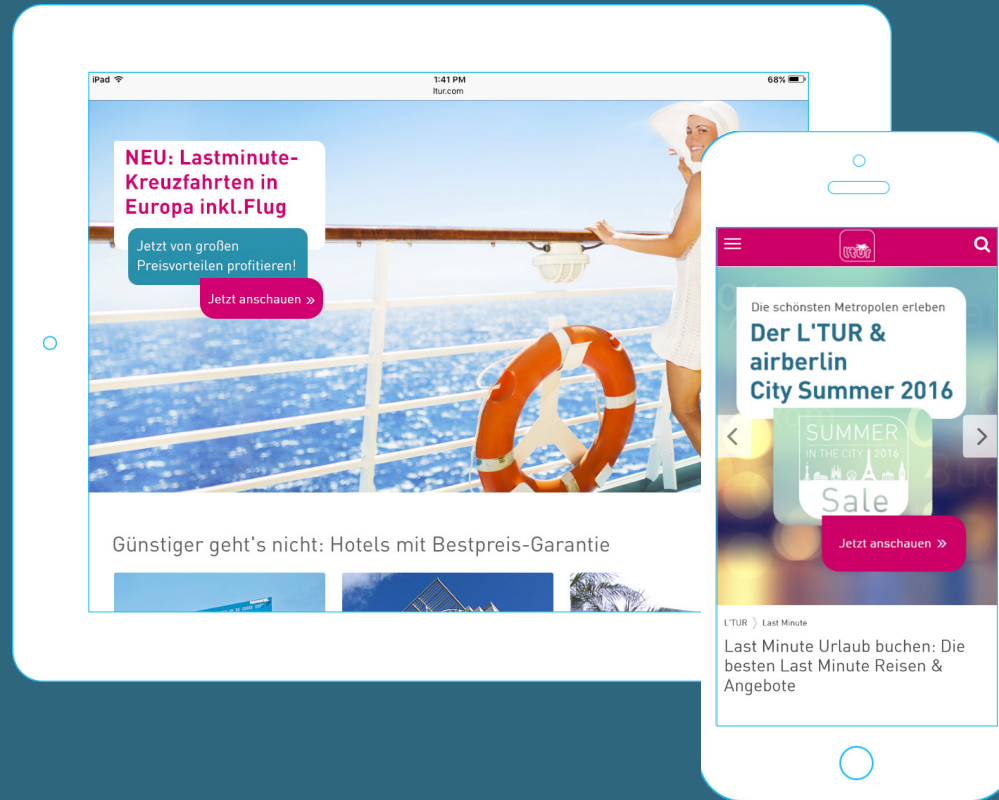 iPad
1:41 PM
68%
ltur.com
NEU: Lastminute-
Kreuzfahrten in
Europa inkl.Flug
Jetzt von großen
Preisvorteilen profitieren!
Jetzt anschauen »
Günstiger geht's nicht: Hotels mit Bestpreis-Garantie
l'tur
Die schönsten Metropolen erleben
Der L'TUR &
airberlin
City Summer 2016
SUMMER
IN THE CITY 2016
Sale
Jetzt anschauen »
L'TUR 〉 Last Minute
Last Minute Urlaub buchen: Die
besten Last Minute Reisen &
Angebote